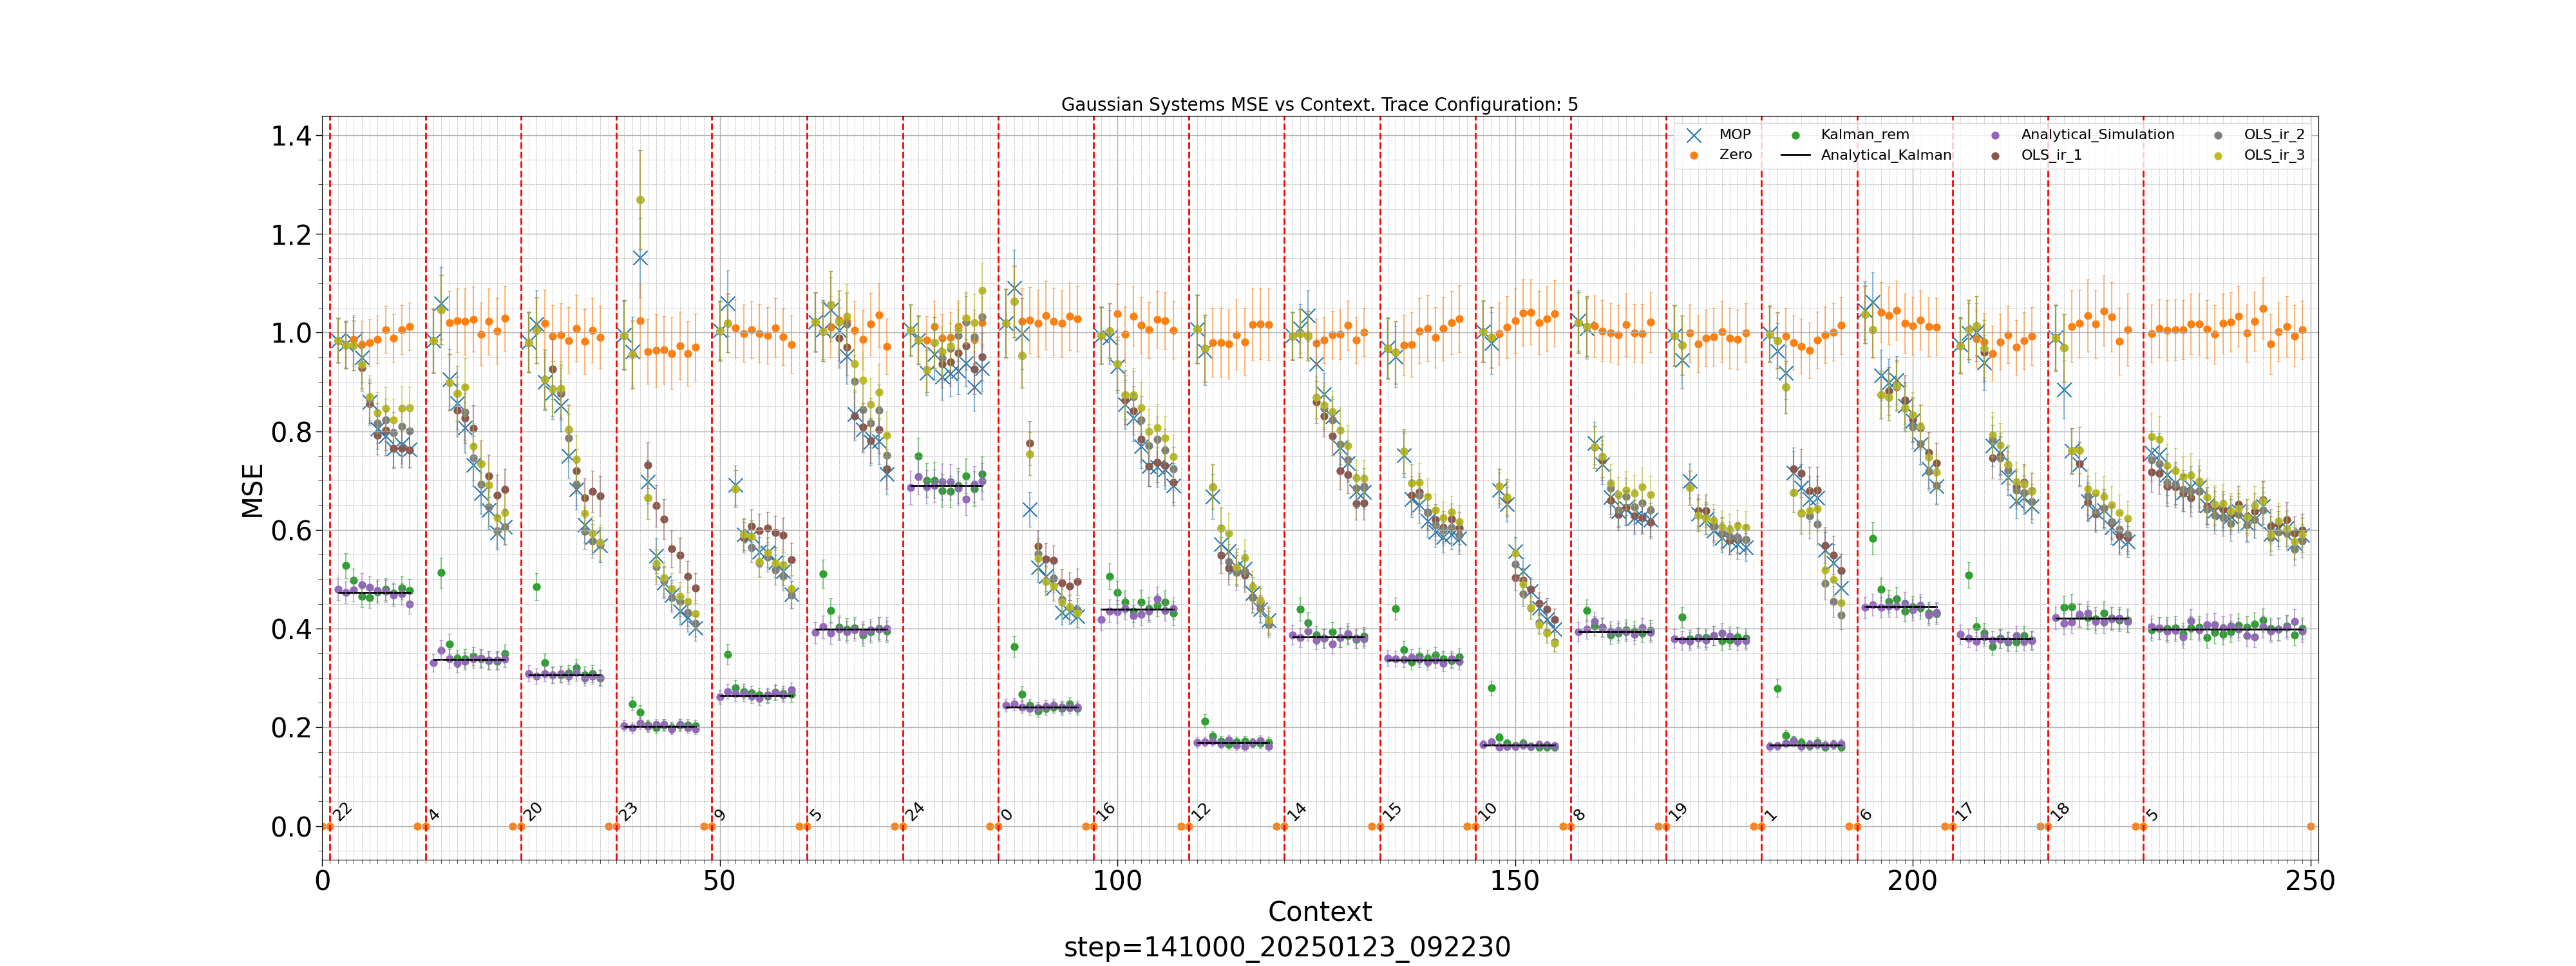 Gaussian Systems MSE vs Context. Trace Configuration: 5
MOP
Zero
Kalman_rem
Analytical_Kalman
Analytical_Simulation
OLS_ir_1
OLS_ir_2
OLS_ir_3
MSE
1.4
1.2
1.0
0.8
0.6
0.4
0.2
0.0
22 4 20 23 9 5 24 0 16 12 14 15 10 8 19 1 6 17 18 5
0 50 100 150 200 250
Context
step=141000_20250123_092230